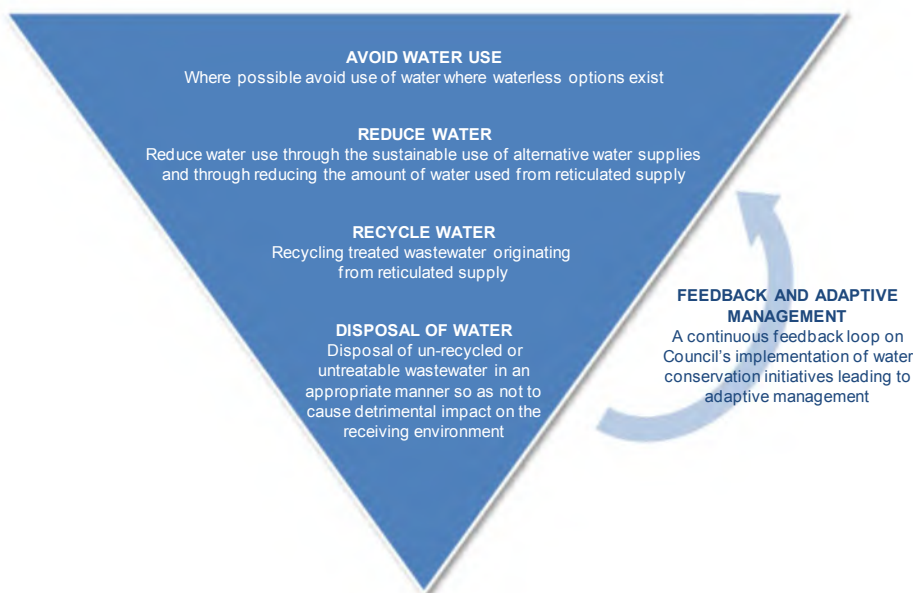 AVOID WATER USE
Where possible avoid use of water where waterless options exist
REDUCE WATER
Reduce water use through the sustainable use of alternative water supplies
and through reducing the amount of water used from reticulated supply
RECYCLE WATER
Recycling treated wastewater originating
from reticulated supply
DISPOSAL OF WATER
Disposal of un-recycled or
untreatable wastewater in an
appropriate manner so as not to
cause detrimental impact on the
receiving environment
FEEDBACK AND ADAPTIVE
MANAGEMENT
A continuous feedback loop on
Council's implementation of water
conservation initiatives leading to
adaptive management